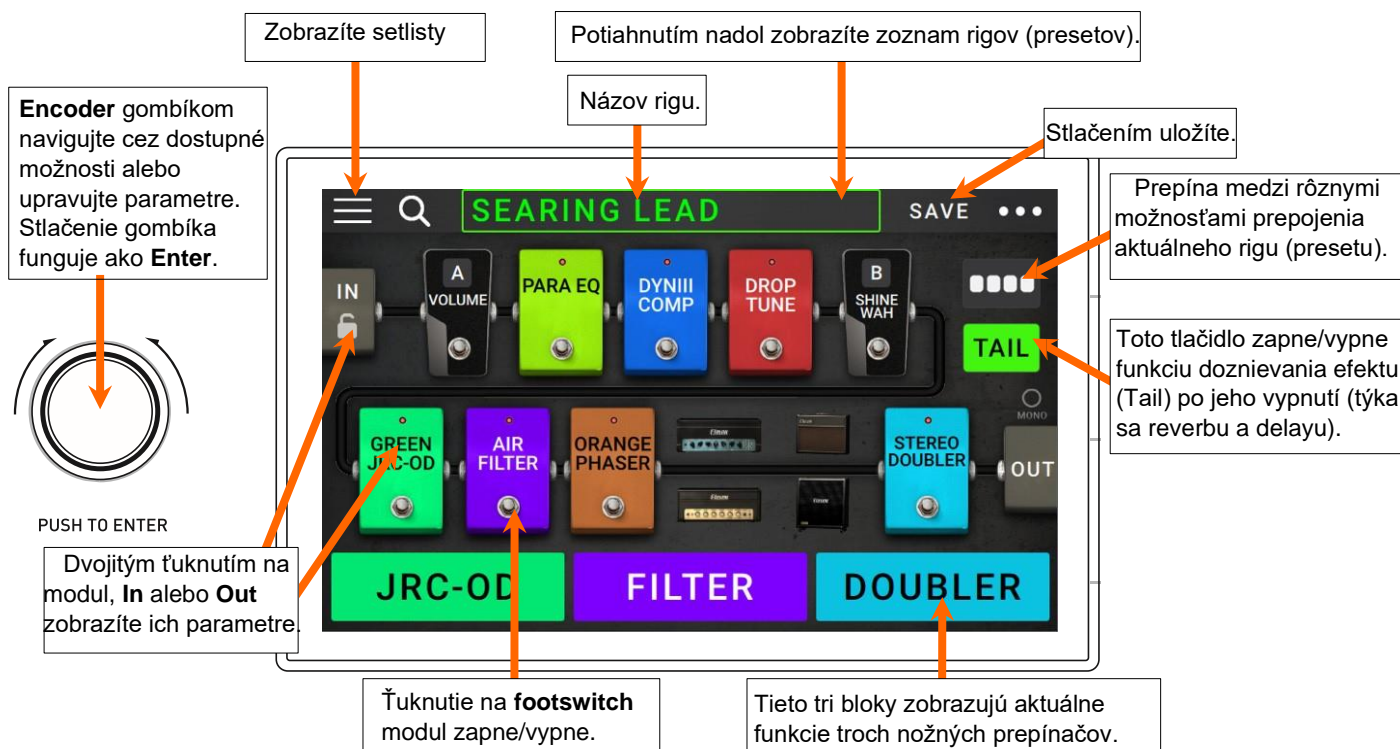 Zobrazíte setlisty
Potiahnutím nadol zobrazíte zoznam rigov (presetov).
Názov rigu.
Encoder gombíkom
navigujte cez dostupné
možnosti alebo
upravujte parametre.
Stlačenie gombíka
funguje ako Enter.
Stlačením uložíte.
Prepína medzi rôznymi
možnosťami prepojenia
aktuálneho rigu (presetu).
SEARING LEAD
SAVE
IN
A
VOLUME
PARA EQ
DYNIII
COMP
DROP
TUNE
B
SHINE
WAH
TAIL
Toto tlačidlo zapne/vypne
funkciu doznievania efektu
(Tail) po jeho vypnutí (týka
sa reverbu a delayu).
MONO
GREEN
JRC-OD
AIR
FILTER
ORANGE
PHASER
STEREO
DOUBLER
OUT
PUSH TO ENTER
Dvojitým ťuknutím na
modul, In alebo Out
zobrazíte ich parametre.
JRC-OD
FILTER
DOUBLER
Ťuknutie na footswitch
modul zapne/vypne.
Tieto tri bloky zobrazujú aktuálne
funkcie troch nožných prepínačov.